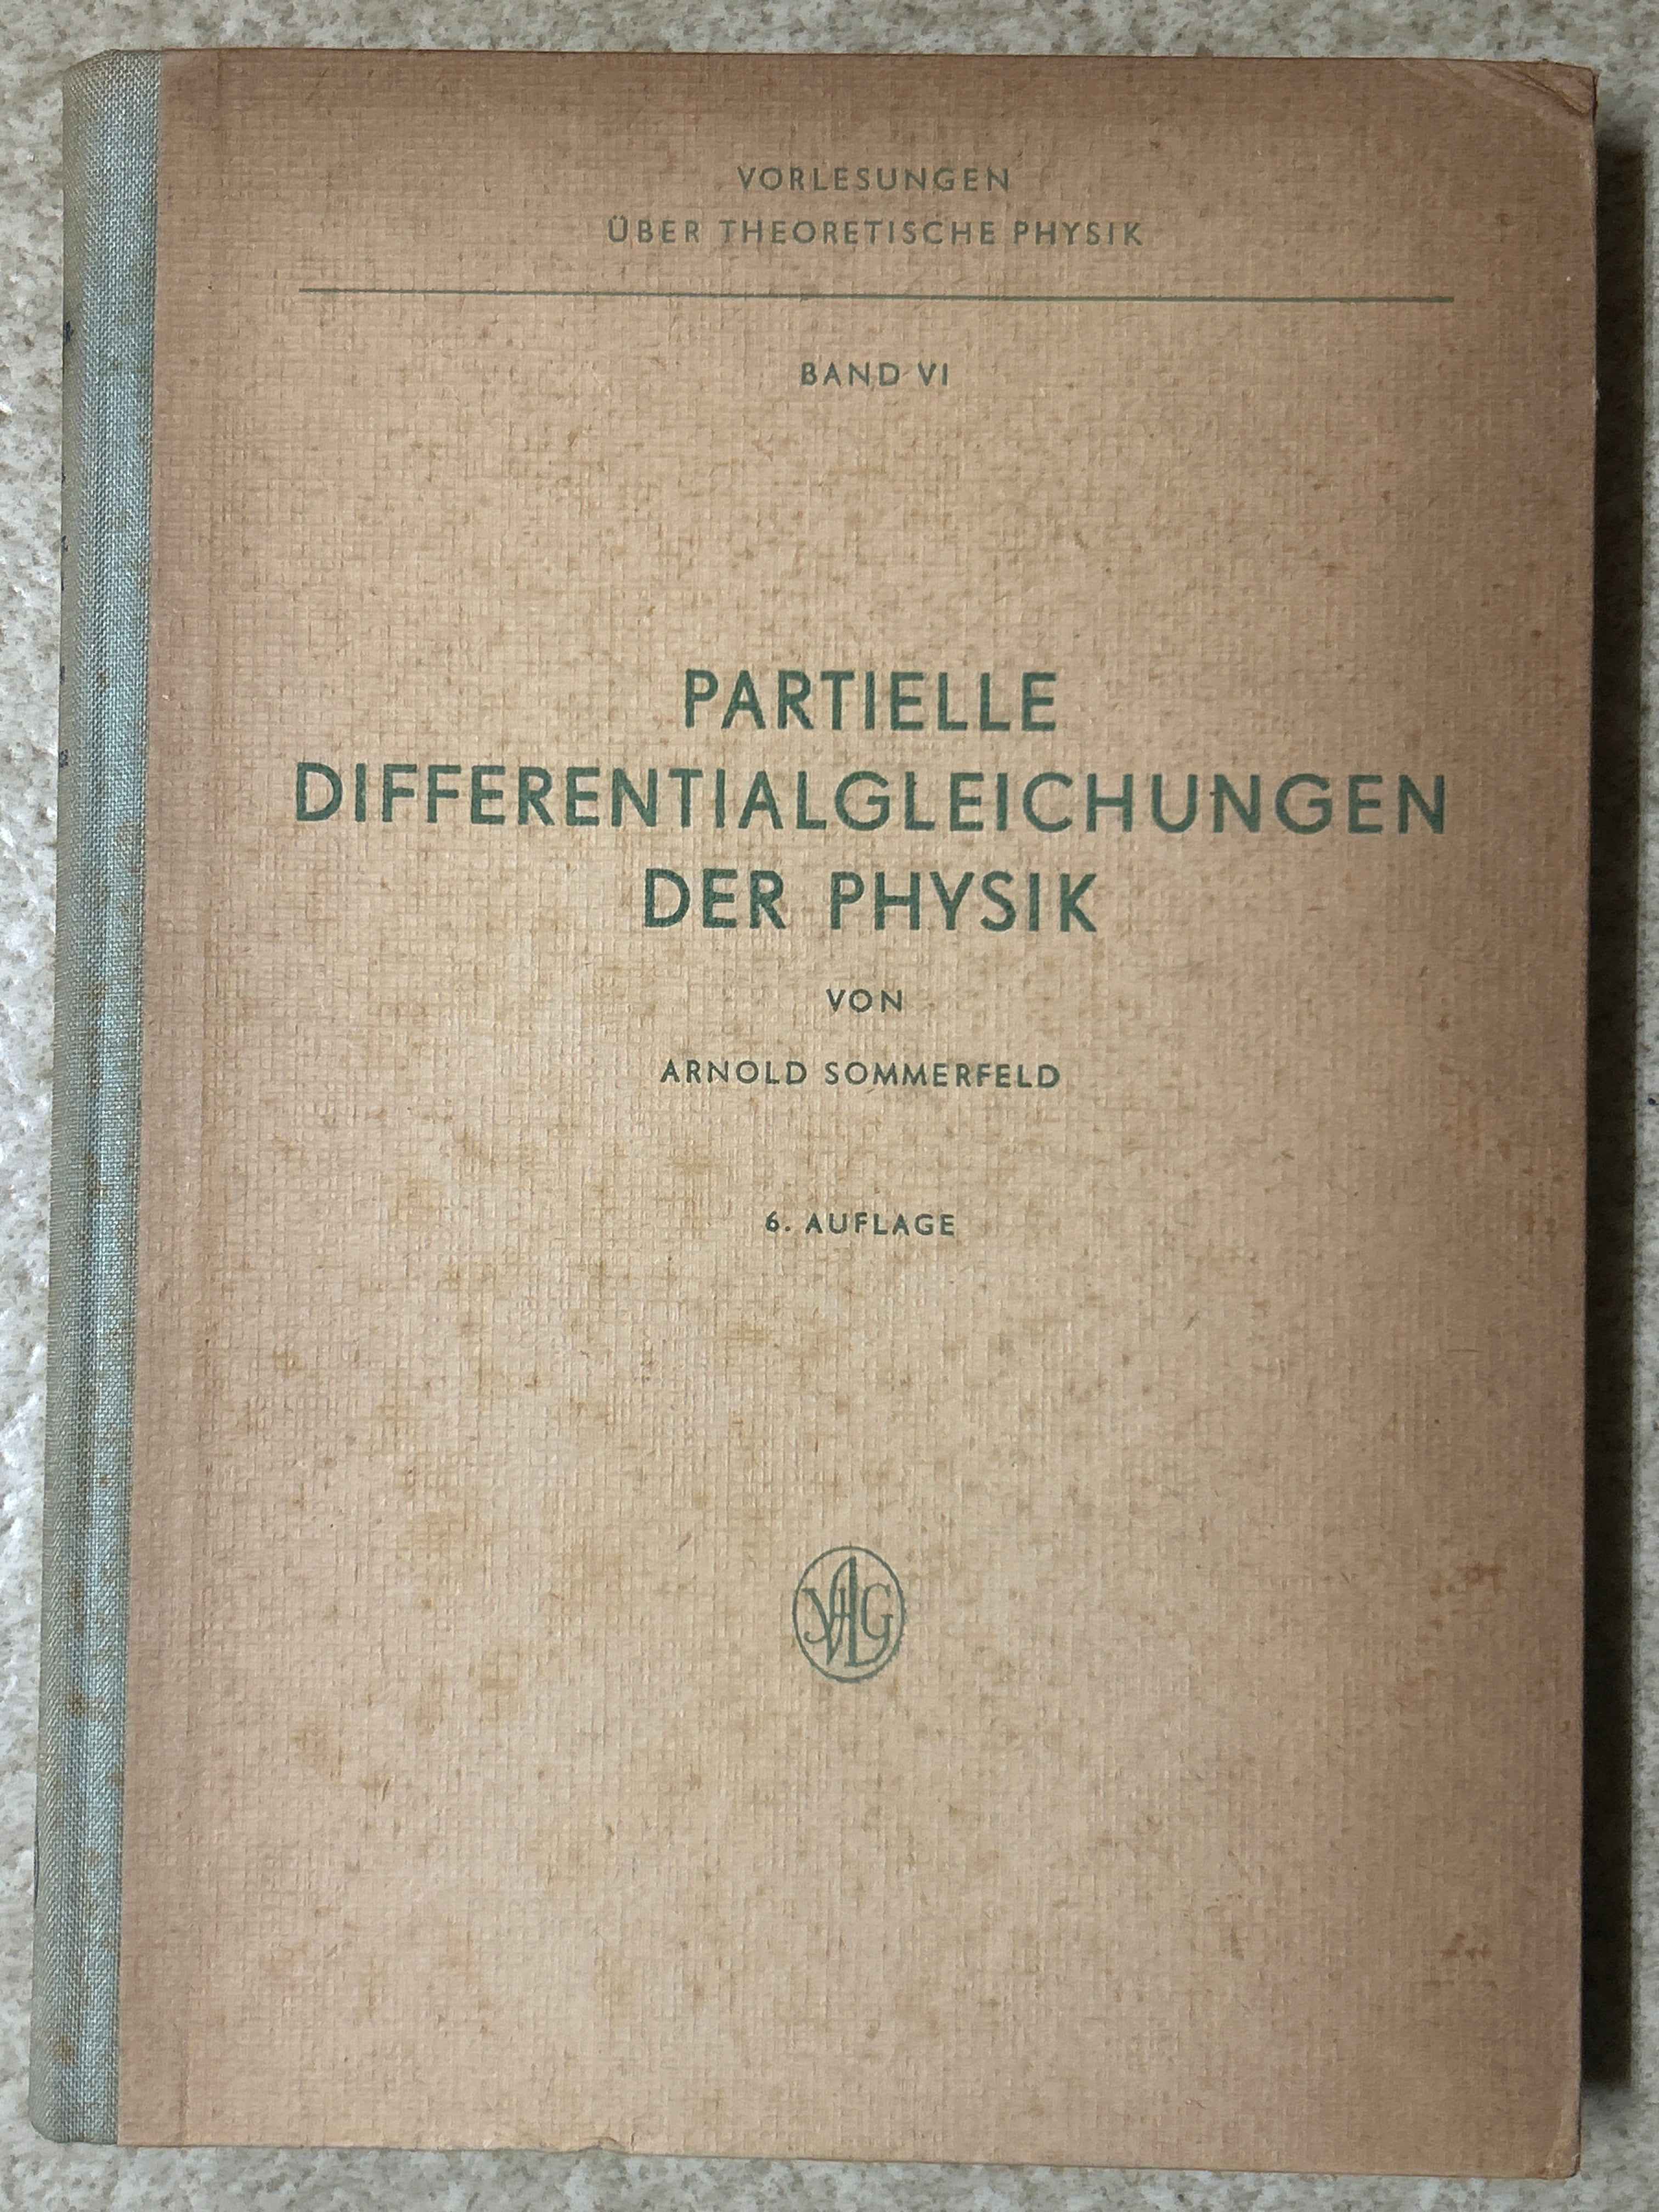 VORLESUNGEN
ÜBER THEORETISCHE PHYSIK
BAND VI
PARTIELLE
DIFFERENTIALGLEICHUNGEN
DER PHYSIK
VON
ARNOLD SOMMERFELD
6. AUFLAGE